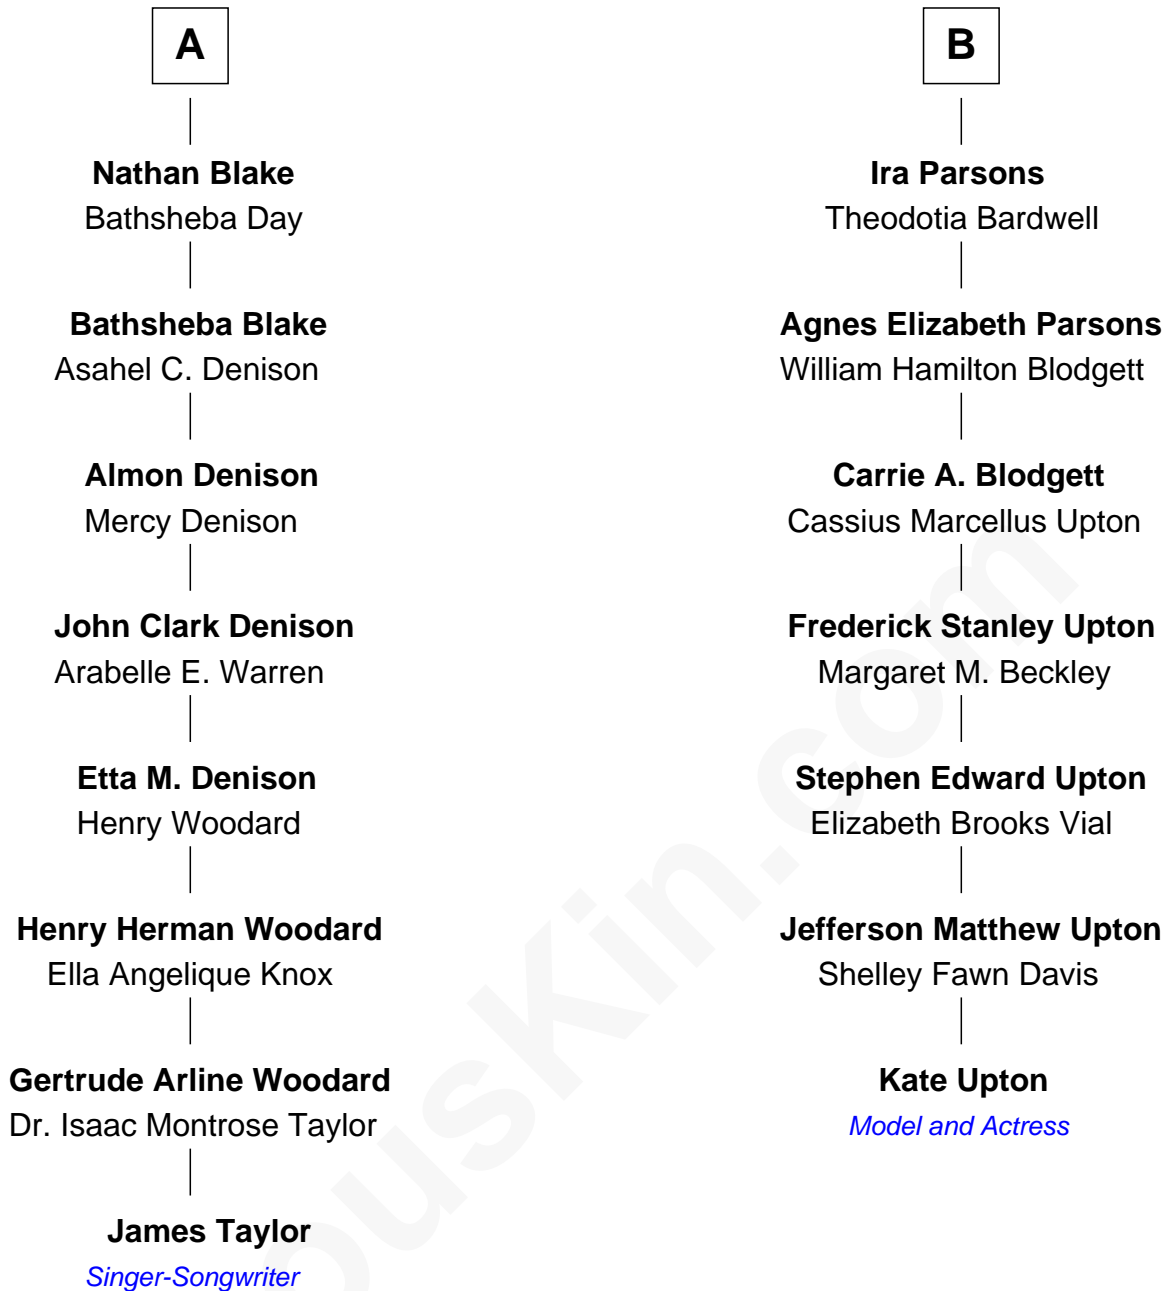 A
Nathan Blake
Bathsheba Day
Bathsheba Blake
Asahel C. Denison
Almon Denison
Mercy Denison
John Clark Denison
Arabelle E. Warren
Etta M. Denison
Henry Woodard
Henry Herman Woodard
Ella Angelique Knox
Gertrude Arline Woodard
Dr. Isaac Montrose Taylor
James Taylor
Singer-Songwriter
B
Ira Parsons
Theodotia Bardwell
Agnes Elizabeth Parsons
William Hamilton Blodgett
Carrie A. Blodgett
Cassius Marcellus Upton
Frederick Stanley Upton
Margaret M. Beckley
Stephen Edward Upton
Elizabeth Brooks Vial
Jefferson Matthew Upton
Shelley Fawn Davis
Kate Upton
Model and Actress
ousKin.com